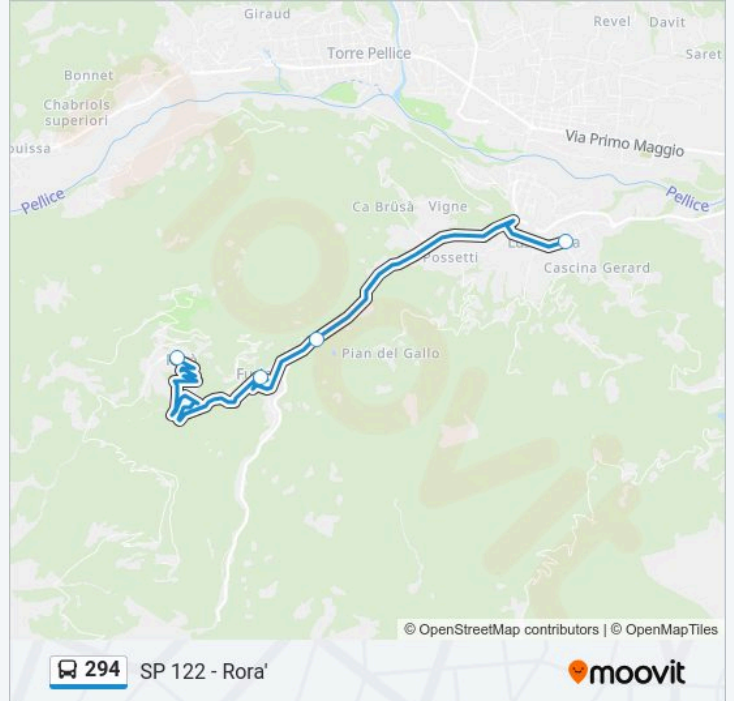 Giraud
Revel
Davit
Torre Pellice
Saret
Bonnet
Chabriols
superiori
Via Primo Maggio
Pellice
Pellice
Ca Brüsà
Vigne
Possetti
Cascina Gerard
Pian del Gallo
© OpenStreetMap contributors | © OpenMapTiles
294
SP 122 - Rora'
moovit